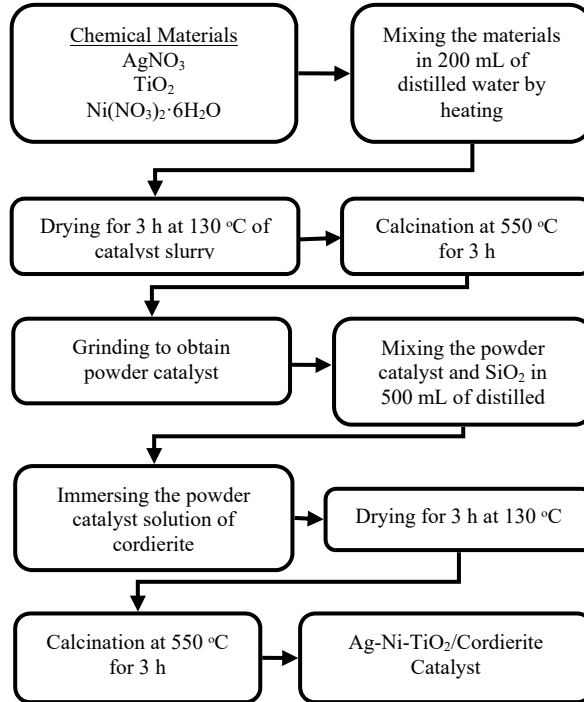 Chemical Materials
AgNO₃
TiO₂
Ni(NO₃)₂·6H₂O
Mixing the materials
in 200 mL of
distilled water by
heating
Drying for 3 h at 130 °C of
catalyst slurry
Calcination at 550 °C
for 3 h
Grinding to obtain
powder catalyst
Mixing the powder
catalyst and SiO₂ in
500 mL of distilled
Immersing the powder
catalyst solution of
cordierite
Drying for 3 h at 130 °C
Calcination at 550 °C
for 3 h
Ag-Ni-TiO₂/Cordierite
Catalyst